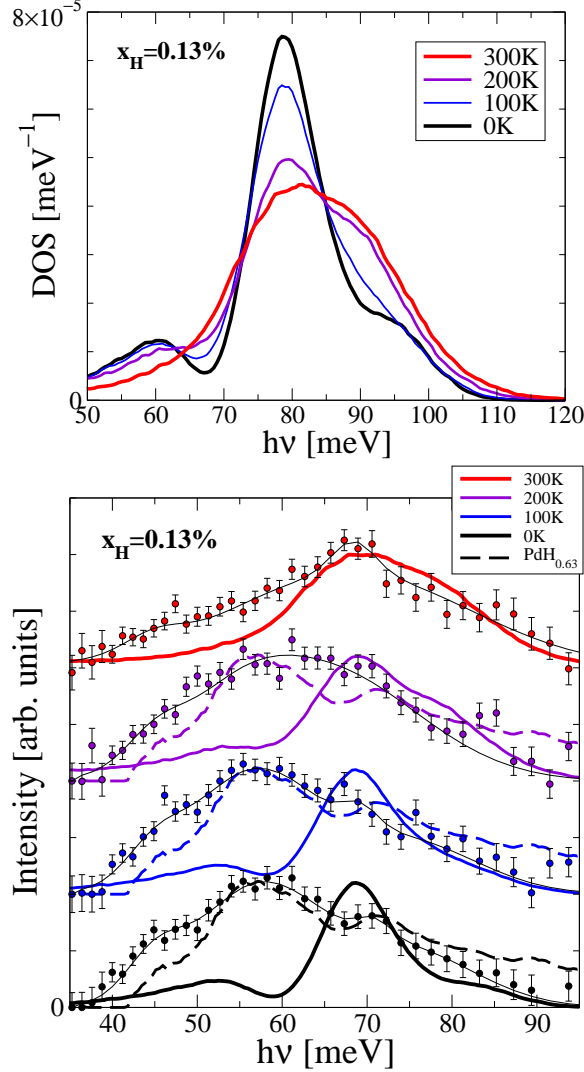 8×10⁻⁵
x_H=0.13%
300K
200K
100K
0K
DOS [meV⁻¹]
0
50 60 70 80 90 100 110 120
hν [meV]
300K
200K
100K
0K
PdH₀.₆₃
x_H=0.13%
Intensity [arb. units]
0
40 50 60 70 80 90
hν [meV]